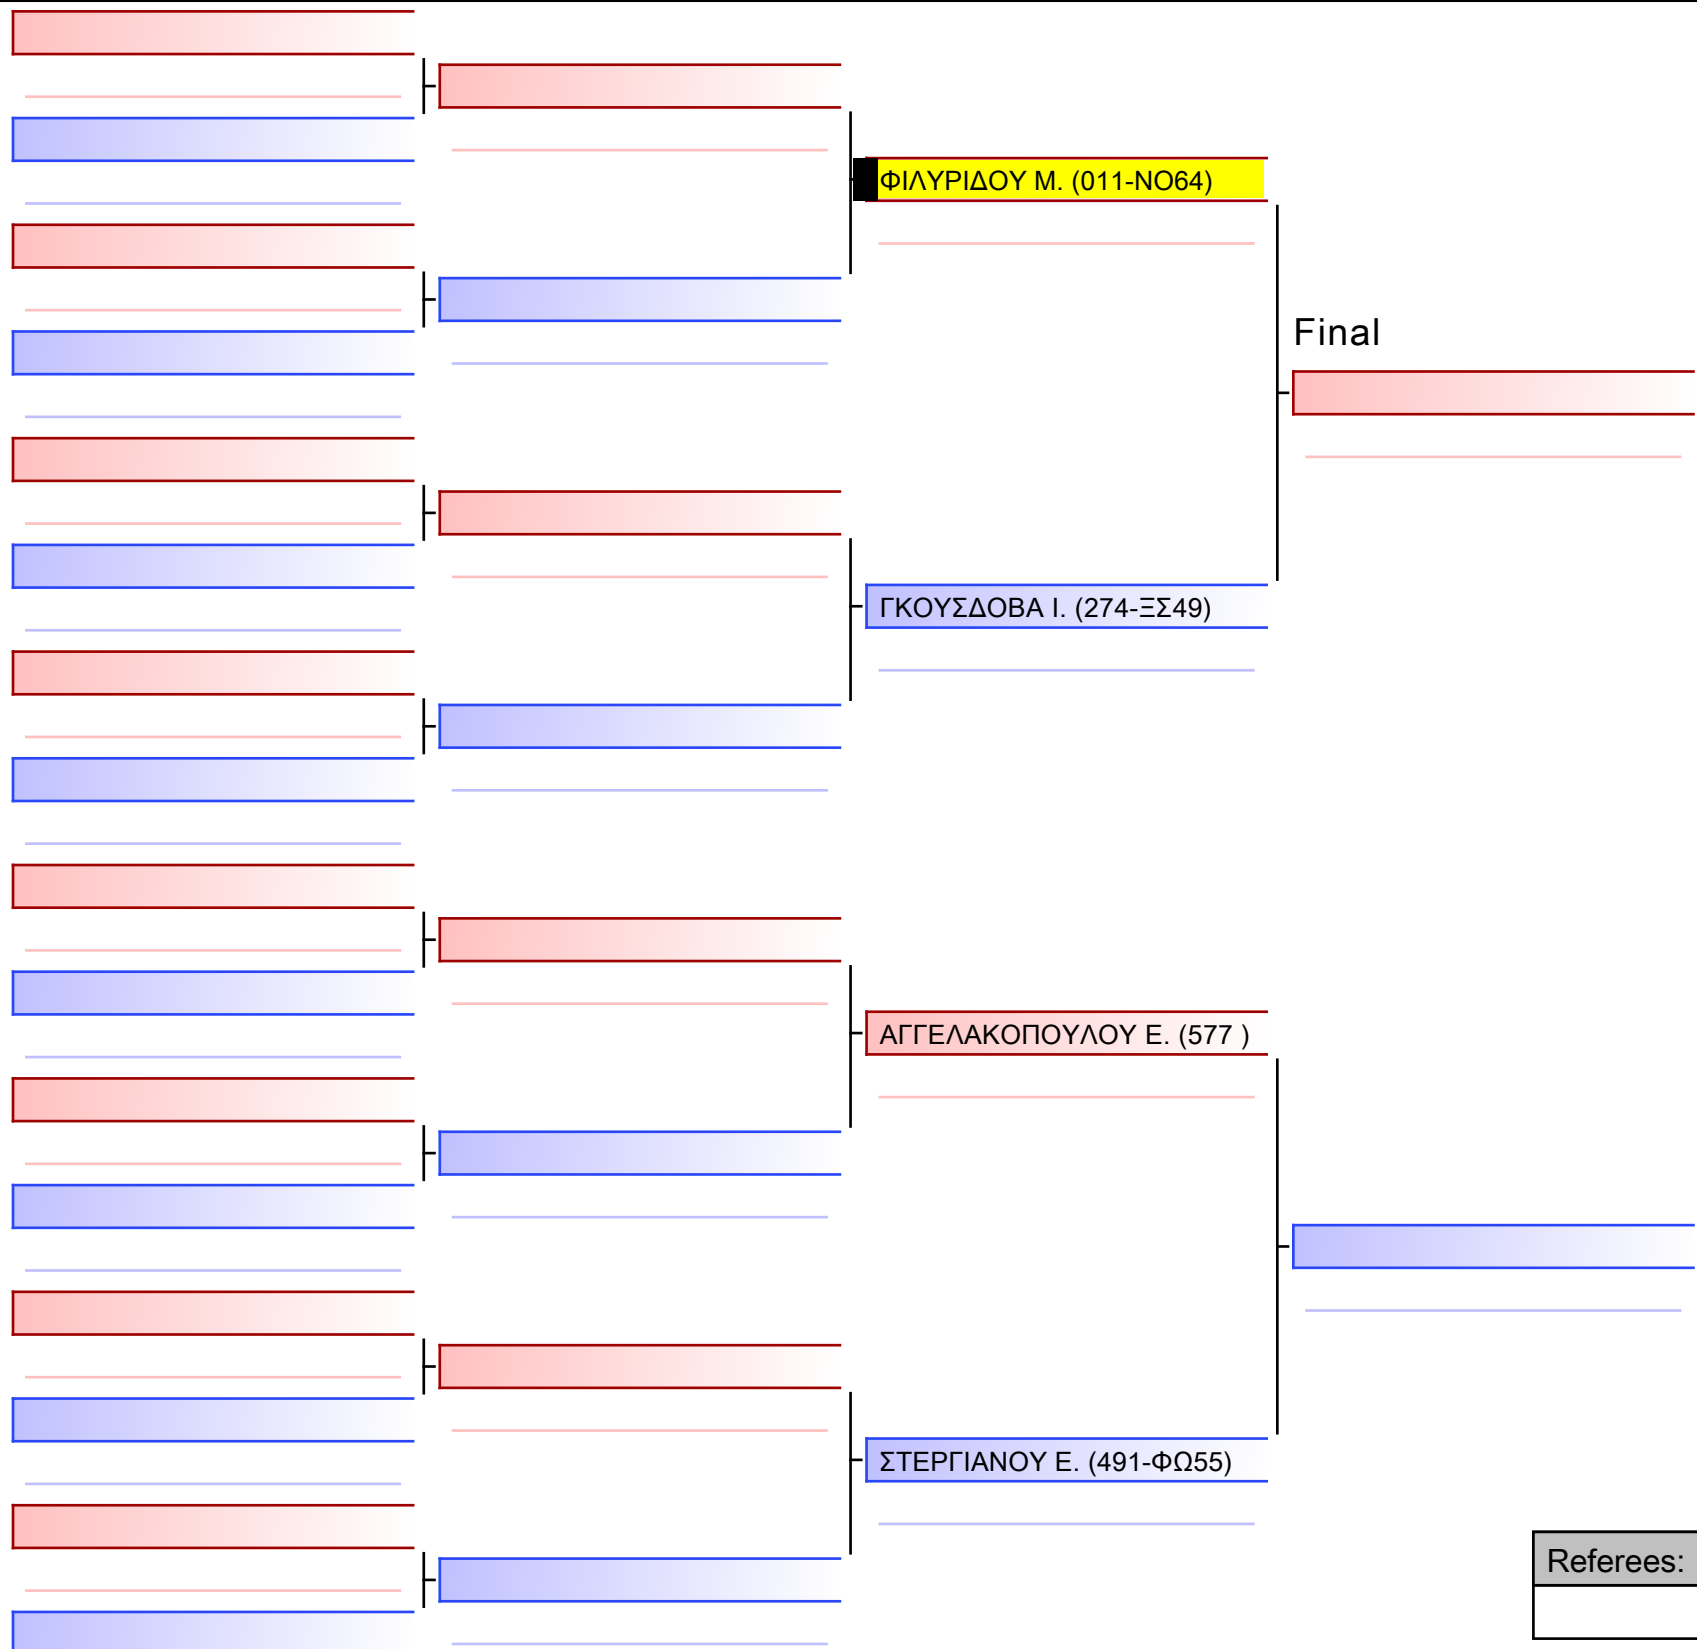 ΦΙΛΥΡΙΔΟΥ Μ. (011-ΝΟ64)
Final
ΓΚΟΥΣΔΟΒΑ Ι. (274-ΞΣ49)
ΑΓΓΕΛΑΚΟΠΟΥΛΟΥ Ε. (577 )
ΣΤΕΡΓΙΑΝΟΥ Ε. (491-ΦΩ55)
Referees: